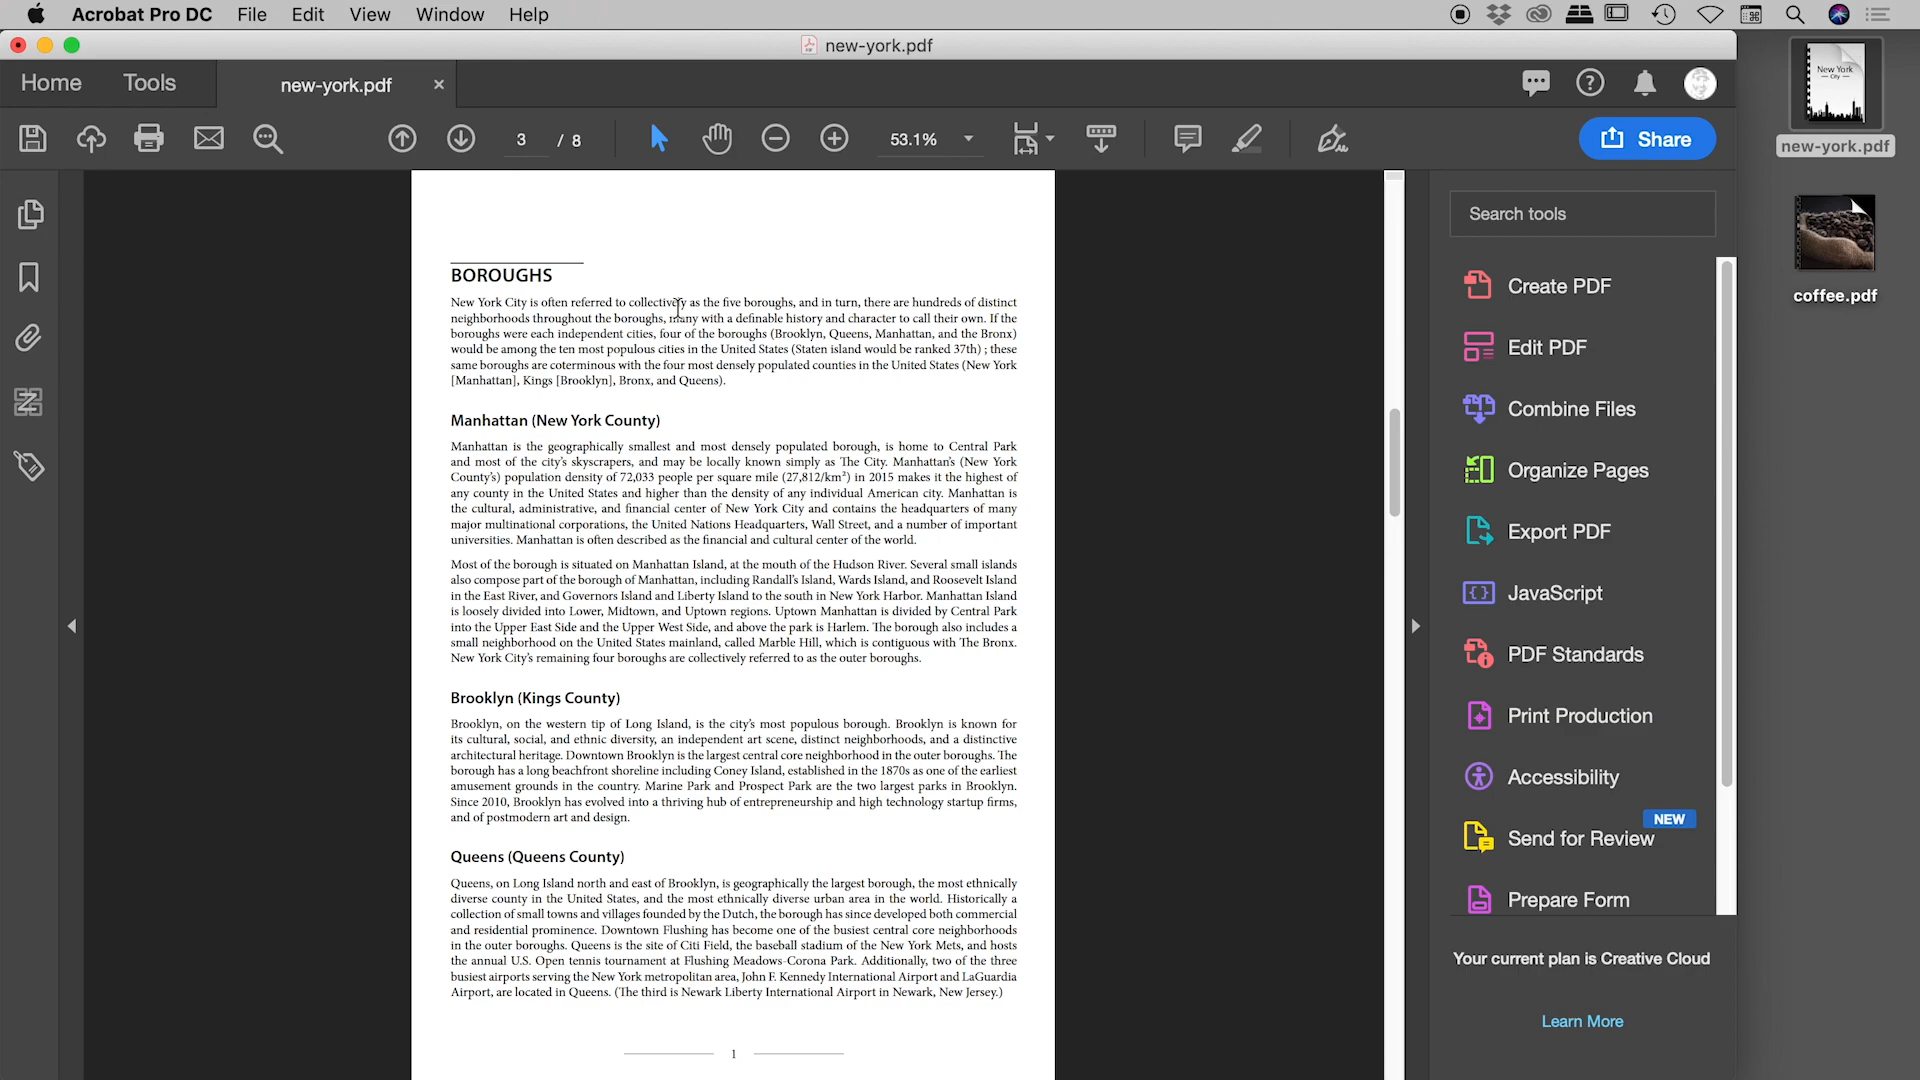 Acrobat Pro DC File Edit View Window Help
new-york.pdf
Home Tools new-york.pdf ×
3 / 8 53.1% Share
BOROUGHS
New York City is often referred to collectively as the five boroughs, and in turn, there are hundreds of distinct
neighborhoods throughout the boroughs, many with a definable history and character to call their own. If the
boroughs were each independent cities, four of the boroughs (Brooklyn, Queens, Manhattan, and the Bronx)
would be among the ten most populous cities in the United States (Staten island would be ranked 37th) ; these
same boroughs are coterminous with the four most densely populated counties in the United States (New York
[Manhattan], Kings [Brooklyn], Bronx, and Queens).
Manhattan (New York County)
Manhattan is the geographically smallest and most densely populated borough, is home to Central Park
and most of the city's skyscrapers, and may be locally known simply as The City. Manhattan's (New York
County's) population density of 72,033 people per square mile (27,812/km²) in 2015 makes it the highest of
any county in the United States and higher than the density of any individual American city. Manhattan is
the cultural, administrative, and financial center of New York City and contains the headquarters of many
major multinational corporations, the United Nations Headquarters, Wall Street, and a number of important
universities. Manhattan is often described as the financial and cultural center of the world.
Most of the borough is situated on Manhattan Island, at the mouth of the Hudson River. Several small islands
also compose part of the borough of Manhattan, including Randall's Island, Wards Island, and Roosevelt Island
in the East River, and Governors Island and Liberty Island to the south in New York Harbor. Manhattan Island
is loosely divided into Lower, Midtown, and Uptown regions. Uptown Manhattan is divided by Central Park
into the Upper East Side and the Upper West Side, and above the park is Harlem. The borough also includes a
small neighborhood on the United States mainland, called Marble Hill, which is contiguous with The Bronx.
New York City's remaining four boroughs are collectively referred to as the outer boroughs.
Brooklyn (Kings County)
Brooklyn, on the western tip of Long Island, is the city's most populous borough. Brooklyn is known for
its cultural, social, and ethnic diversity, an independent art scene, distinct neighborhoods, and a distinctive
architectural heritage. Downtown Brooklyn is the largest central core neighborhood in the outer boroughs. The
borough has a long beachfront shoreline including Coney Island, established in the 1870s as one of the earliest
amusement grounds in the country. Marine Park and Prospect Park are the two largest parks in Brooklyn.
Since 2010, Brooklyn has evolved into a thriving hub of entrepreneurship and high technology startup firms,
and of postmodern art and design.
Queens (Queens County)
Queens, on Long Island north and east of Brooklyn, is geographically the largest borough, the most ethnically
diverse county in the United States, and the most ethnically diverse urban area in the world. Historically a
collection of small towns and villages founded by the Dutch, the borough has since developed both commercial
and residential prominence. Downtown Flushing has become one of the busiest central core neighborhoods
in the outer boroughs. Queens is the site of Citi Field, the baseball stadium of the New York Mets, and hosts
the annual U.S. Open tennis tournament at Flushing Meadows-Corona Park. Additionally, two of the three
busiest airports serving the New York metropolitan area, John F. Kennedy International Airport and LaGuardia
Airport, are located in Queens. (The third is Newark Liberty International Airport in Newark, New Jersey.)
1
Search tools
Create PDF
Edit PDF
Combine Files
Organize Pages
Export PDF
JavaScript
PDF Standards
Print Production
Accessibility
NEW
Send for Review
Prepare Form
Your current plan is Creative Cloud
Learn More
New York
City
new-york.pdf
coffee.pdf